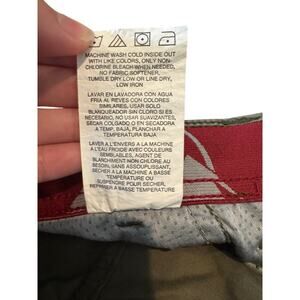 MACHINE WASH COLD INSIDE OUT
WITH LIKE COLORS, ONLY NON-
CHLORINE BLEACH WHEN NEEDED,
NO FABRIC SOFTENER,
TUMBLE DRY LOW OR LINE DRY,
LOW IRON
LAVAR EN LAVADORA CON AGUA
FRIA AL REVES CON COLORES
SIMILARES, USAR SOLO
BLANQUEADOR SIN CLORO SI ES
NECESARIO, NO USAR SUAVIZANTES,
SECAR COLGADO, O EN SECADORA
A TEMP. BAJA, PLANCHAR A
TEMPERATURA BAJA
LAVER A L'ENVERS A LA MACHINE
A L'EAU FROIDE AVEC COULEURS
SEMBLABLES, AGENT DE
BLANCHIMENT NON CHLORE AU
BESOIN, SANS ASSOUPLISSANT,
SECHER A LA MACHINE A BASSE
TEMPERATURE OU
SUSPENDRE POUR SECHER,
REPASSER A BASSE TEMPERATURE